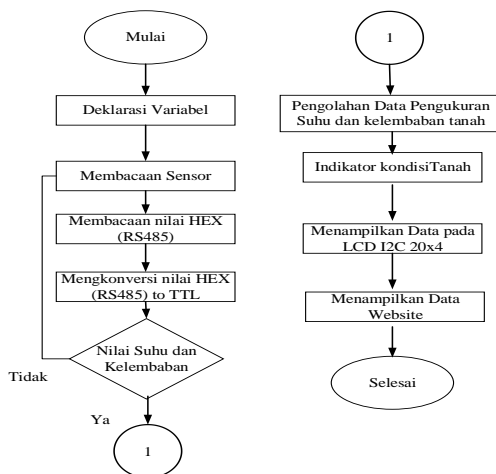 Mulai
Deklarasi Variabel
Membacaan Sensor
Membacaan nilai HEX
(RS485)
Mengkonversi nilai HEX
(RS485) to TTL
Nilai Suhu dan
Kelembaban
Tidak
Ya
1
1
Pengolahan Data Pengukuran
Suhu dan kelembaban tanah
Indikator kondisiTanah
Menampilkan Data pada
LCD I2C 20x4
Menampilkan Data
Website
Selesai